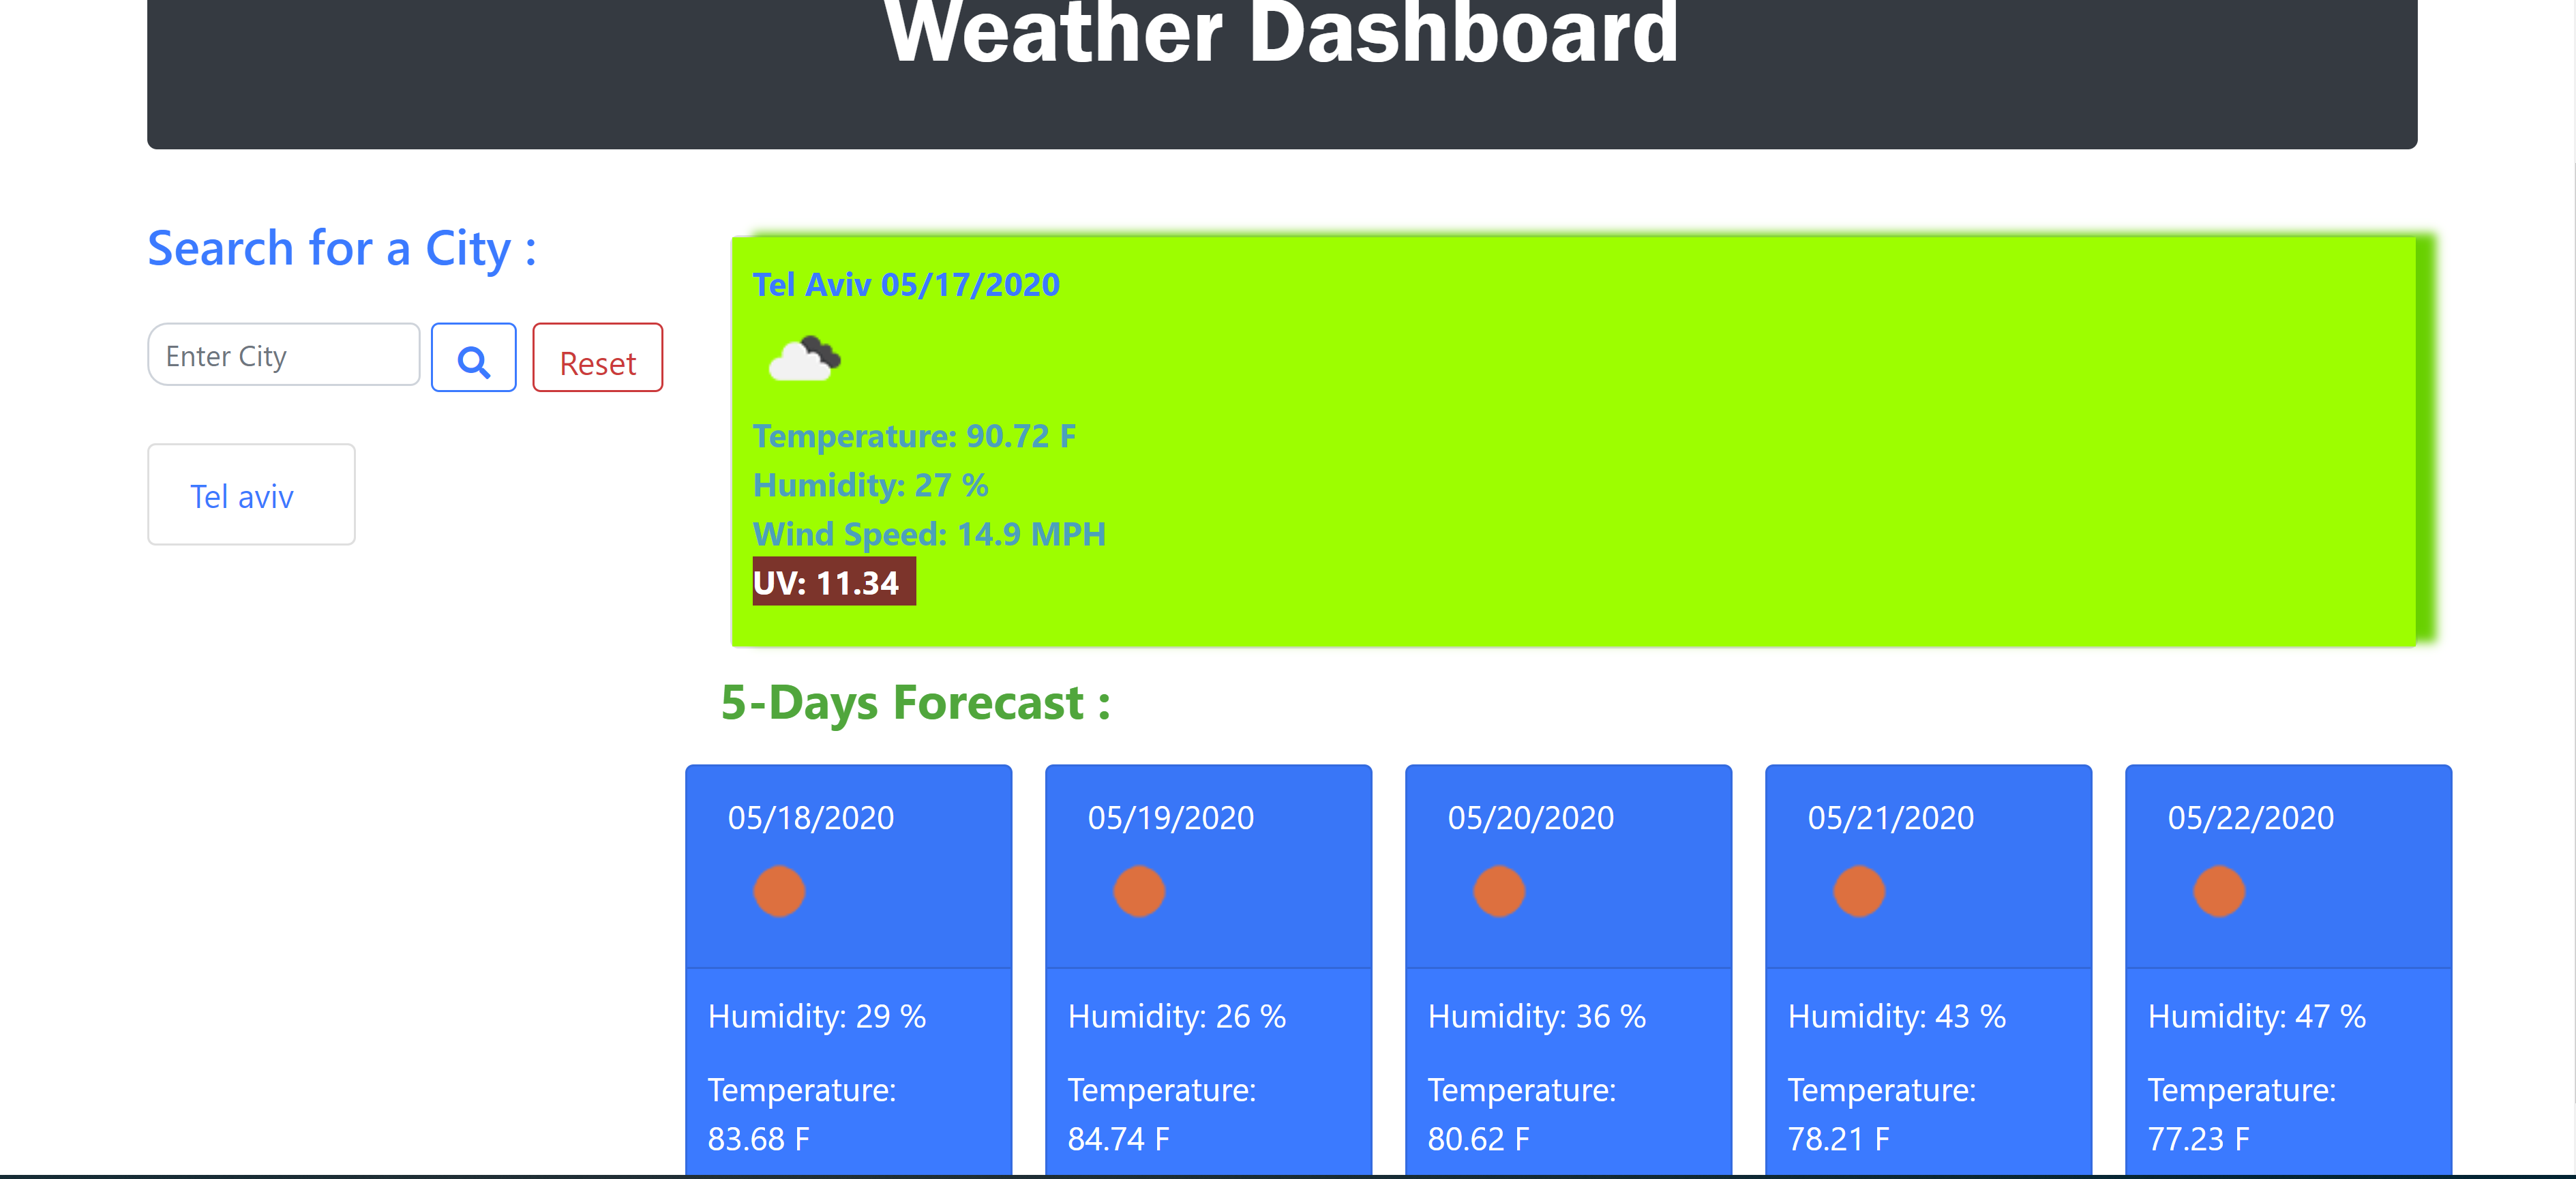 Weather Dashboard
Search for a City :
Enter City
Reset
Tel aviv
Tel Aviv 05/17/2020
Temperature: 90.72 F
Humidity: 27 %
Wind Speed: 14.9 MPH
UV: 11.34
5-Days Forecast :
05/18/2020
Humidity: 29 %
Temperature:
83.68 F
05/19/2020
Humidity: 26 %
Temperature:
84.74 F
05/20/2020
Humidity: 36 %
Temperature:
80.62 F
05/21/2020
Humidity: 43 %
Temperature:
78.21 F
05/22/2020
Humidity: 47 %
Temperature:
77.23 F